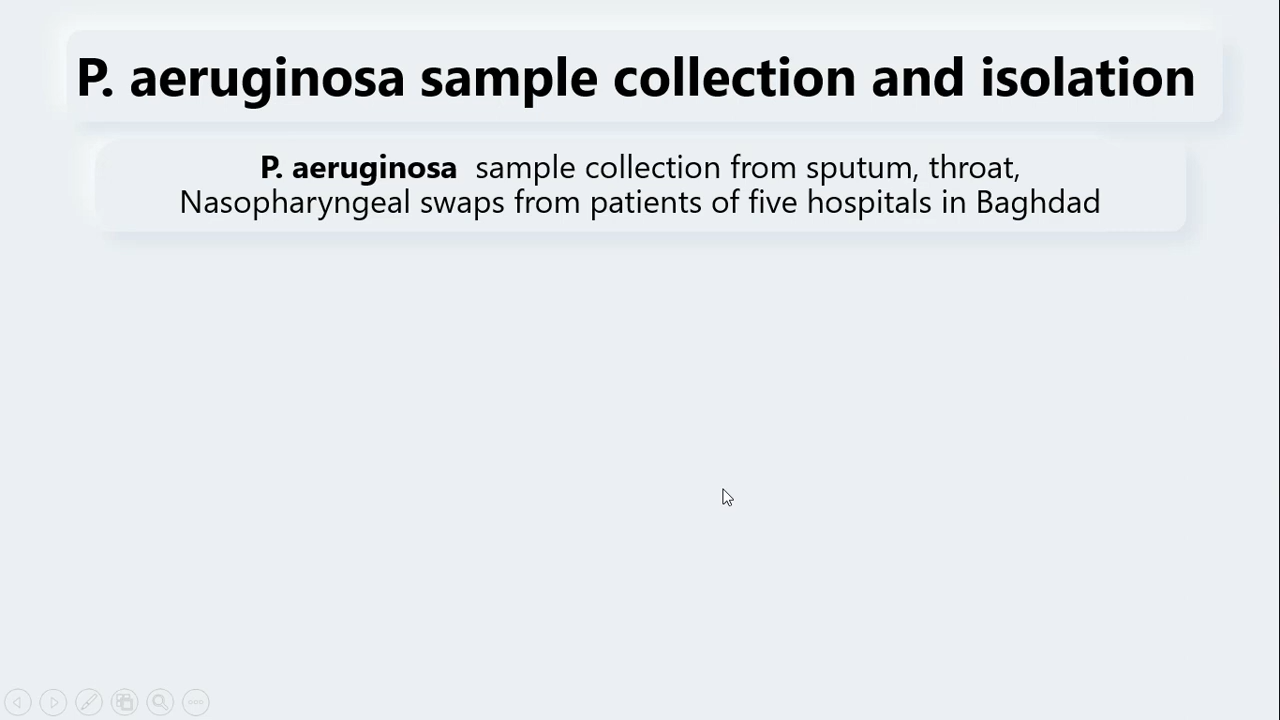 P. aeruginosa sample collection and isolation
P. aeruginosa sample collection from sputum, throat,
Nasopharyngeal swaps from patients of five hospitals in Baghdad